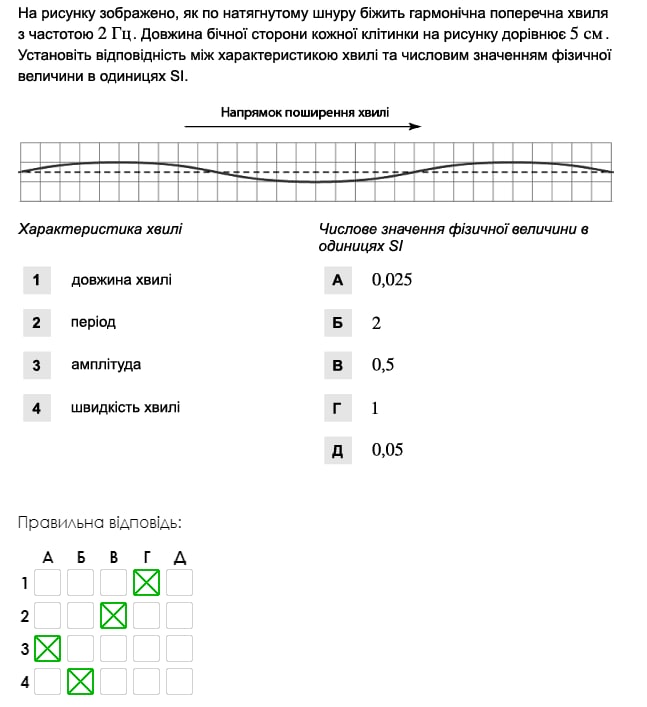 На рисунку зображено, як по натягнутому шнуру біжить гармонічна поперечна хвиля
з частотою 2 Гц. Довжина бічної сторони кожної клітинки на рисунку дорівнює 5 см.
Установіть відповідність між характеристикою хвилі та числовим значенням фізичної
величини в одиницях SI.
Напрямок поширення хвилі
Характеристика хвилі
Числове значення фізичної величини в
одиницях SI
1 довжина хвилі А 0,025
2 період Б 2
3 амплітуда В 0,5
4 швидкість хвилі Г 1
Д 0,05
Правильна відповідь:
А Б В Г Д
1
2
3
4